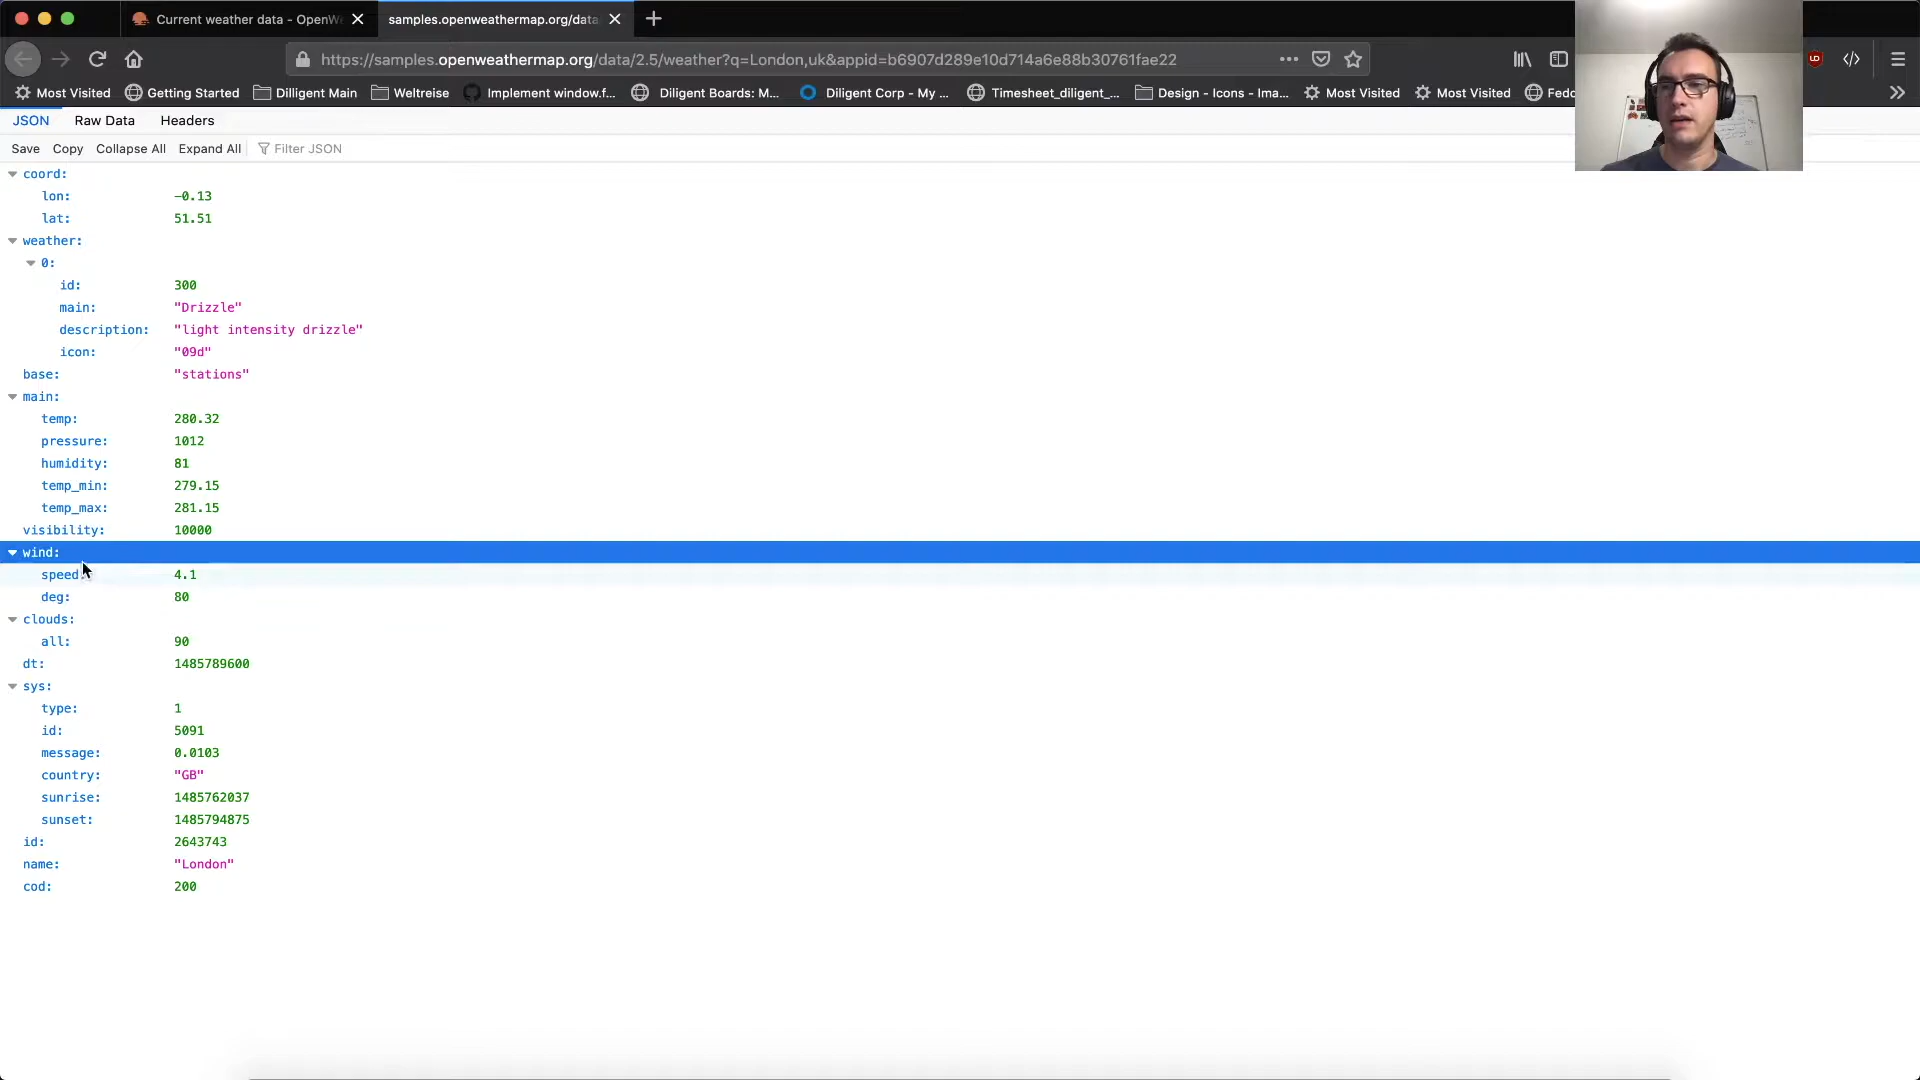 Current weather data - OpenWe
samples.openweathermap.org/data
https://samples.openweathermap.org/data/2.5/weather?q=London,uk&appid=b6907d289e10d714a6e88b30761fae22
Most Visited
Getting Started
Dilligent Main
Weltreise
Implement window.f...
Diligent Boards: M...
Diligent Corp - My ...
Timesheet_diligent_...
Design - Icons - Ima...
Most Visited
Most Visited
Fedo
JSON
Raw Data
Headers
Save
Copy
Collapse All
Expand All
Filter JSON
coord:
lon: -0.13
lat: 51.51
weather:
0:
id: 300
main: "Drizzle"
description: "light intensity drizzle"
icon: "09d"
base: "stations"
main:
temp: 280.32
pressure: 1012
humidity: 81
temp_min: 279.15
temp_max: 281.15
visibility: 10000
wind:
speed: 4.1
deg: 80
clouds:
all: 90
dt: 1485789600
sys:
type: 1
id: 5091
message: 0.0103
country: "GB"
sunrise: 1485762037
sunset: 1485794875
id: 2643743
name: "London"
cod: 200